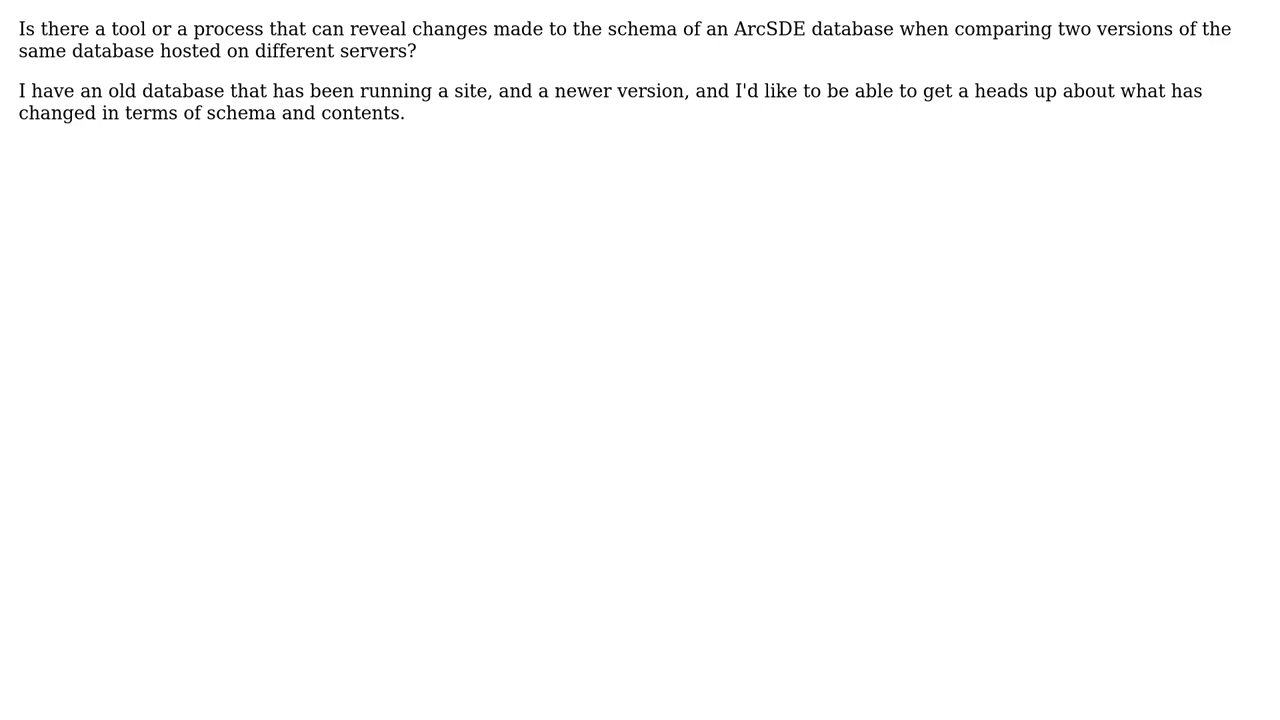 Is there a tool or a process that can reveal changes made to the schema of an ArcSDE database when comparing two versions of the
same database hosted on different servers?
I have an old database that has been running a site, and a newer version, and I'd like to be able to get a heads up about what has
changed in terms of schema and contents.